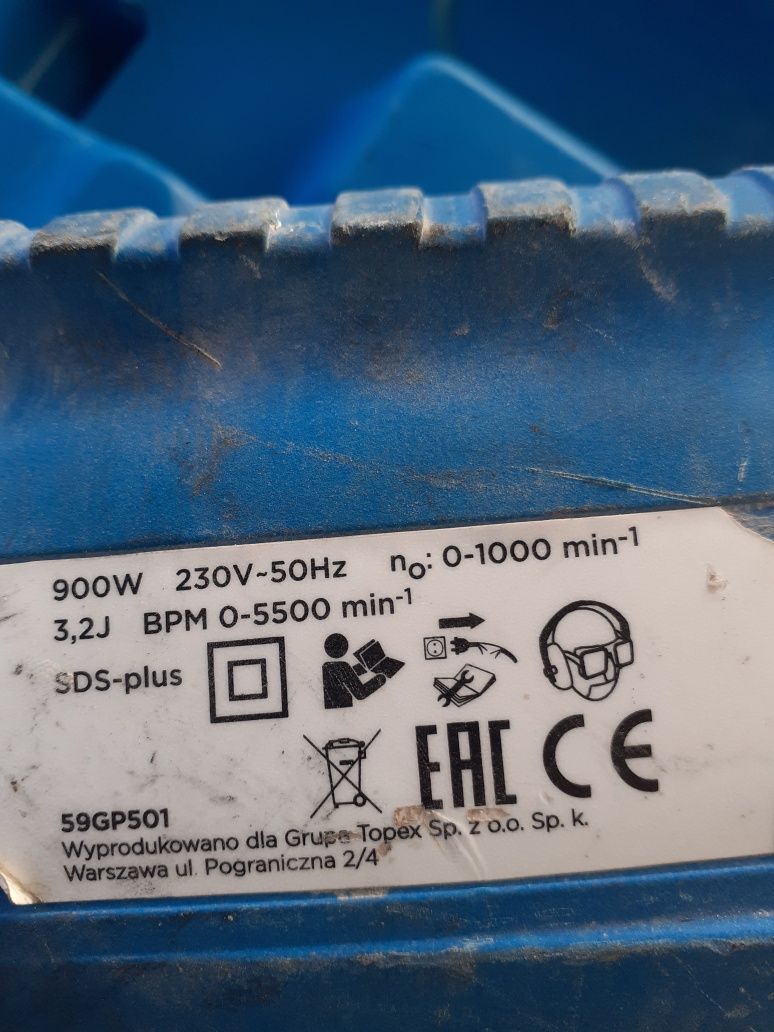 900W 230V~50Hz n₀: 0-1000 min⁻¹
3,2J BPM 0-5500 min⁻¹
SDS-plus
EAC CE
59GP501
Wyprodukowano dla Grupa Topex Sp. z o.o. Sp. k.
Warszawa ul. Pograniczna 2/4